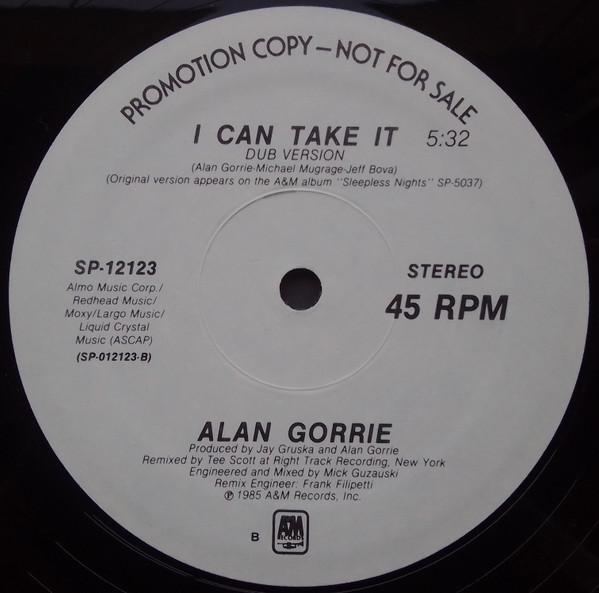 PROMOTION COPY—NOT FOR SALE
I CAN TAKE IT 5:32
DUB VERSION
(Alan Gorrie-Michael Mugrage-Jeff Bova)
(Original version appears on the A&M album "Sleepless Nights" SP-5037)
SP-12123
Almo Music Corp./
Redhead Music/
Moxy/Largo Music/
Liquid Crystal
Music (ASCAP)
(SP-012123-B)
STEREO
45 RPM
ALAN GORRIE
Produced by Jay Gruska and Alan Gorrie
Remixed by Tee Scott at Right Track Recording, New York
Engineered and Mixed by Mick Guzauski
Remix Engineer: Frank Filipetti
℗ 1985 A&M Records, Inc.
B
A&M
RECORDS